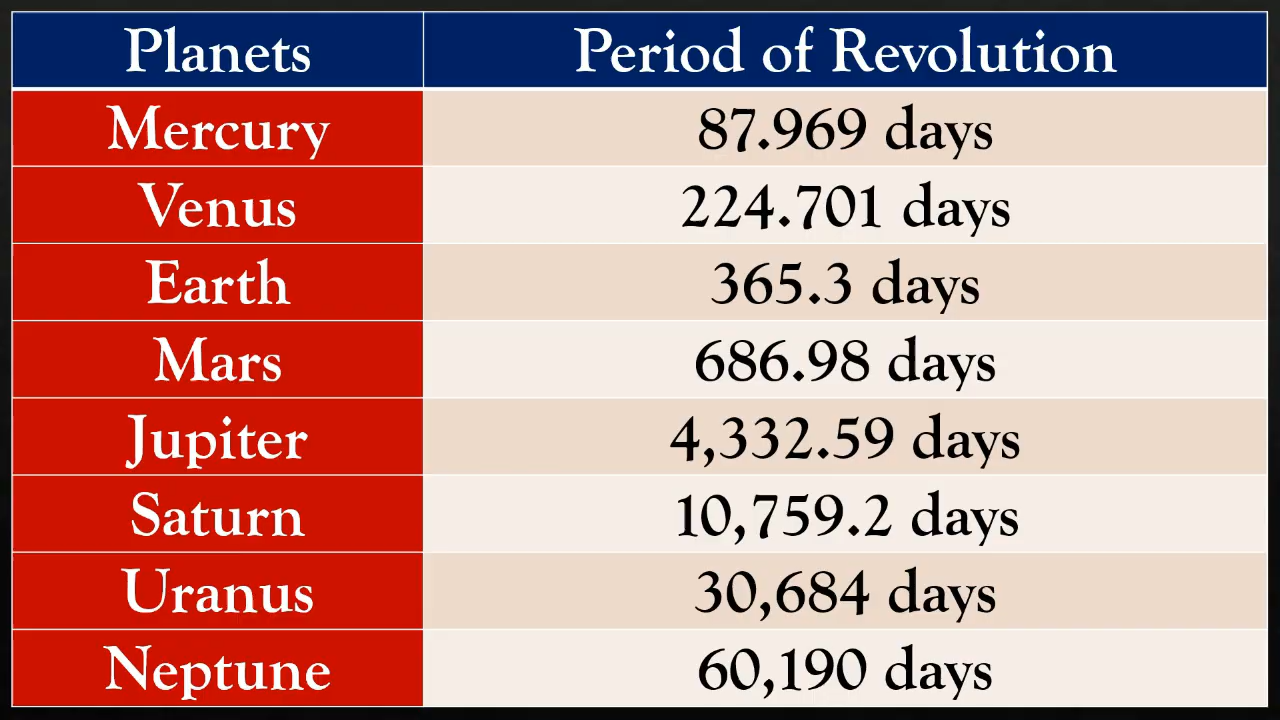 Planets Period of Revolution
Mercury 87.969 days
Venus 224.701 days
Earth 365.3 days
Mars 686.98 days
Jupiter 4,332.59 days
Saturn 10,759.2 days
Uranus 30,684 days
Neptune 60,190 days